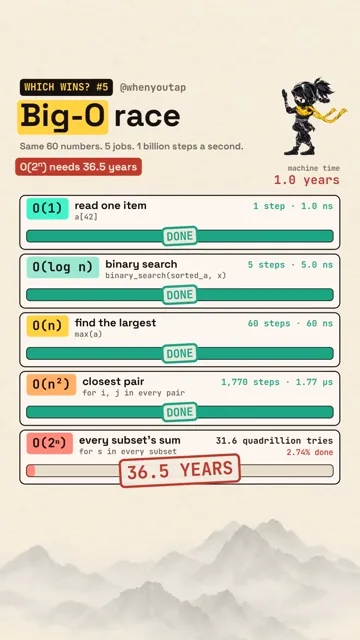 WHICH WINS? #5 @whenyoutap
Big-O race
Same 60 numbers. 5 jobs. 1 billion steps a second.
O(2ⁿ) needs 36.5 years
machine time
1.0 years
O(1) read one item 1 step · 1.0 ns
a[42]
DONE
O(log n) binary search 5 steps · 5.0 ns
binary_search(sorted_a, x)
DONE
O(n) find the largest 60 steps · 60 ns
max(a)
DONE
O(n²) closest pair 1,770 steps · 1.77 µs
for i, j in every pair
DONE
O(2ⁿ) every subset's sum 31.6 quadrillion tries
for s in every subset 2.74% done
36.5 YEARS